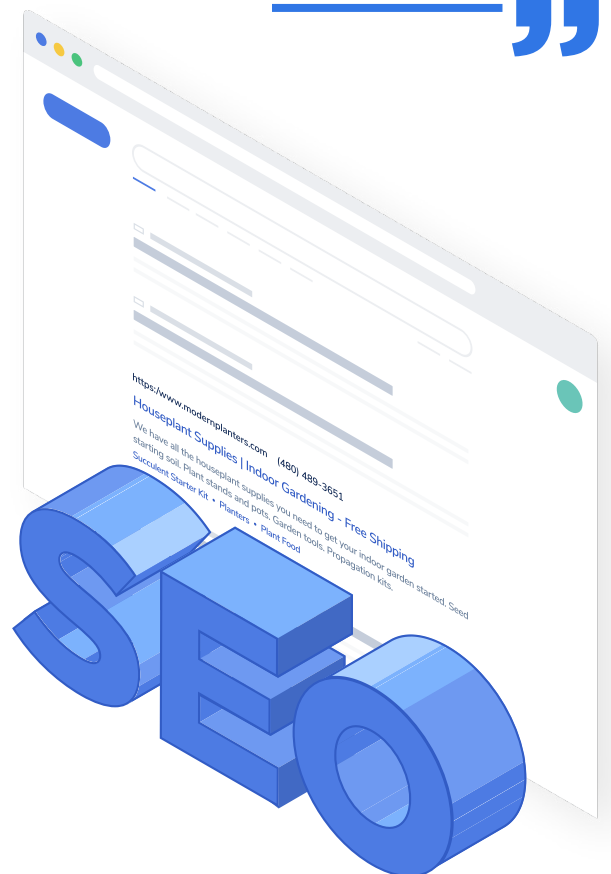 ”
https:/www.modernplanters.com (480) 489-3651
Houseplant Supplies | Indoor Gardening - Free Shipping
We have all the houseplant supplies you need to get your indoor garden started. Seed
starting soil. Plant stands and pots. Garden tools. Propagation kits.
Succulent Starter Kit • Planters • Plant Food
SEO